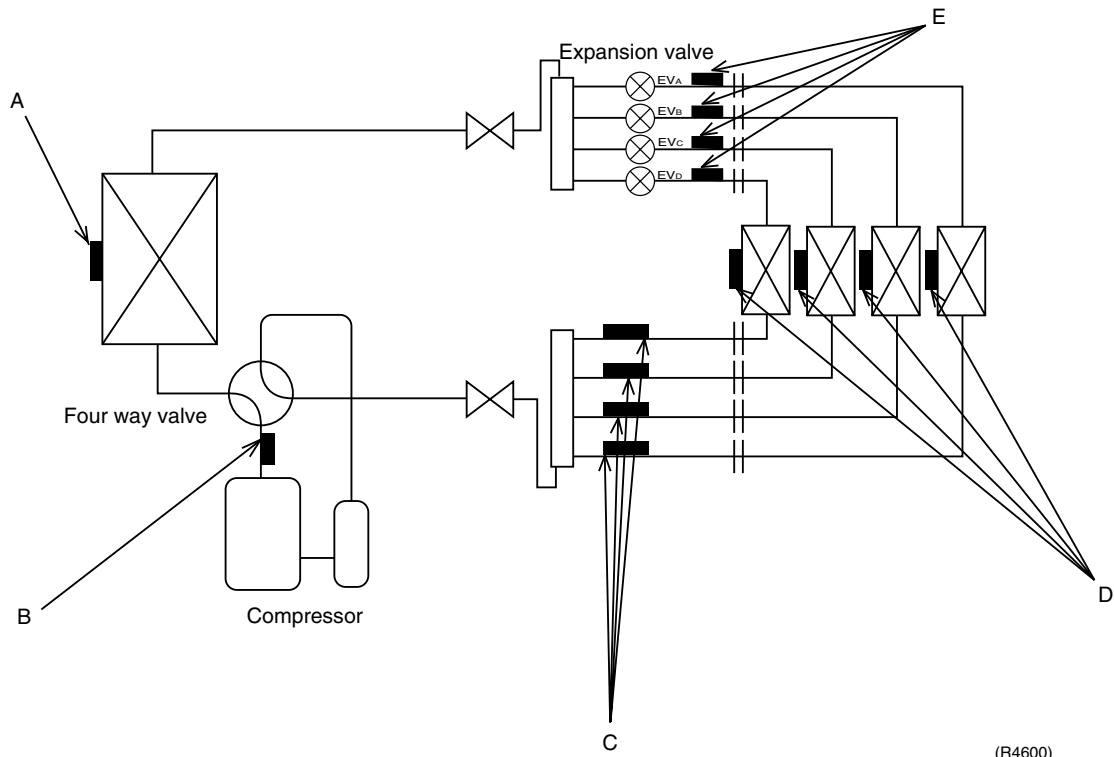 E
Expansion valve
A
EVA
EVB
EVC
EVD
Four way valve
B
Compressor
D
C
(R4600)